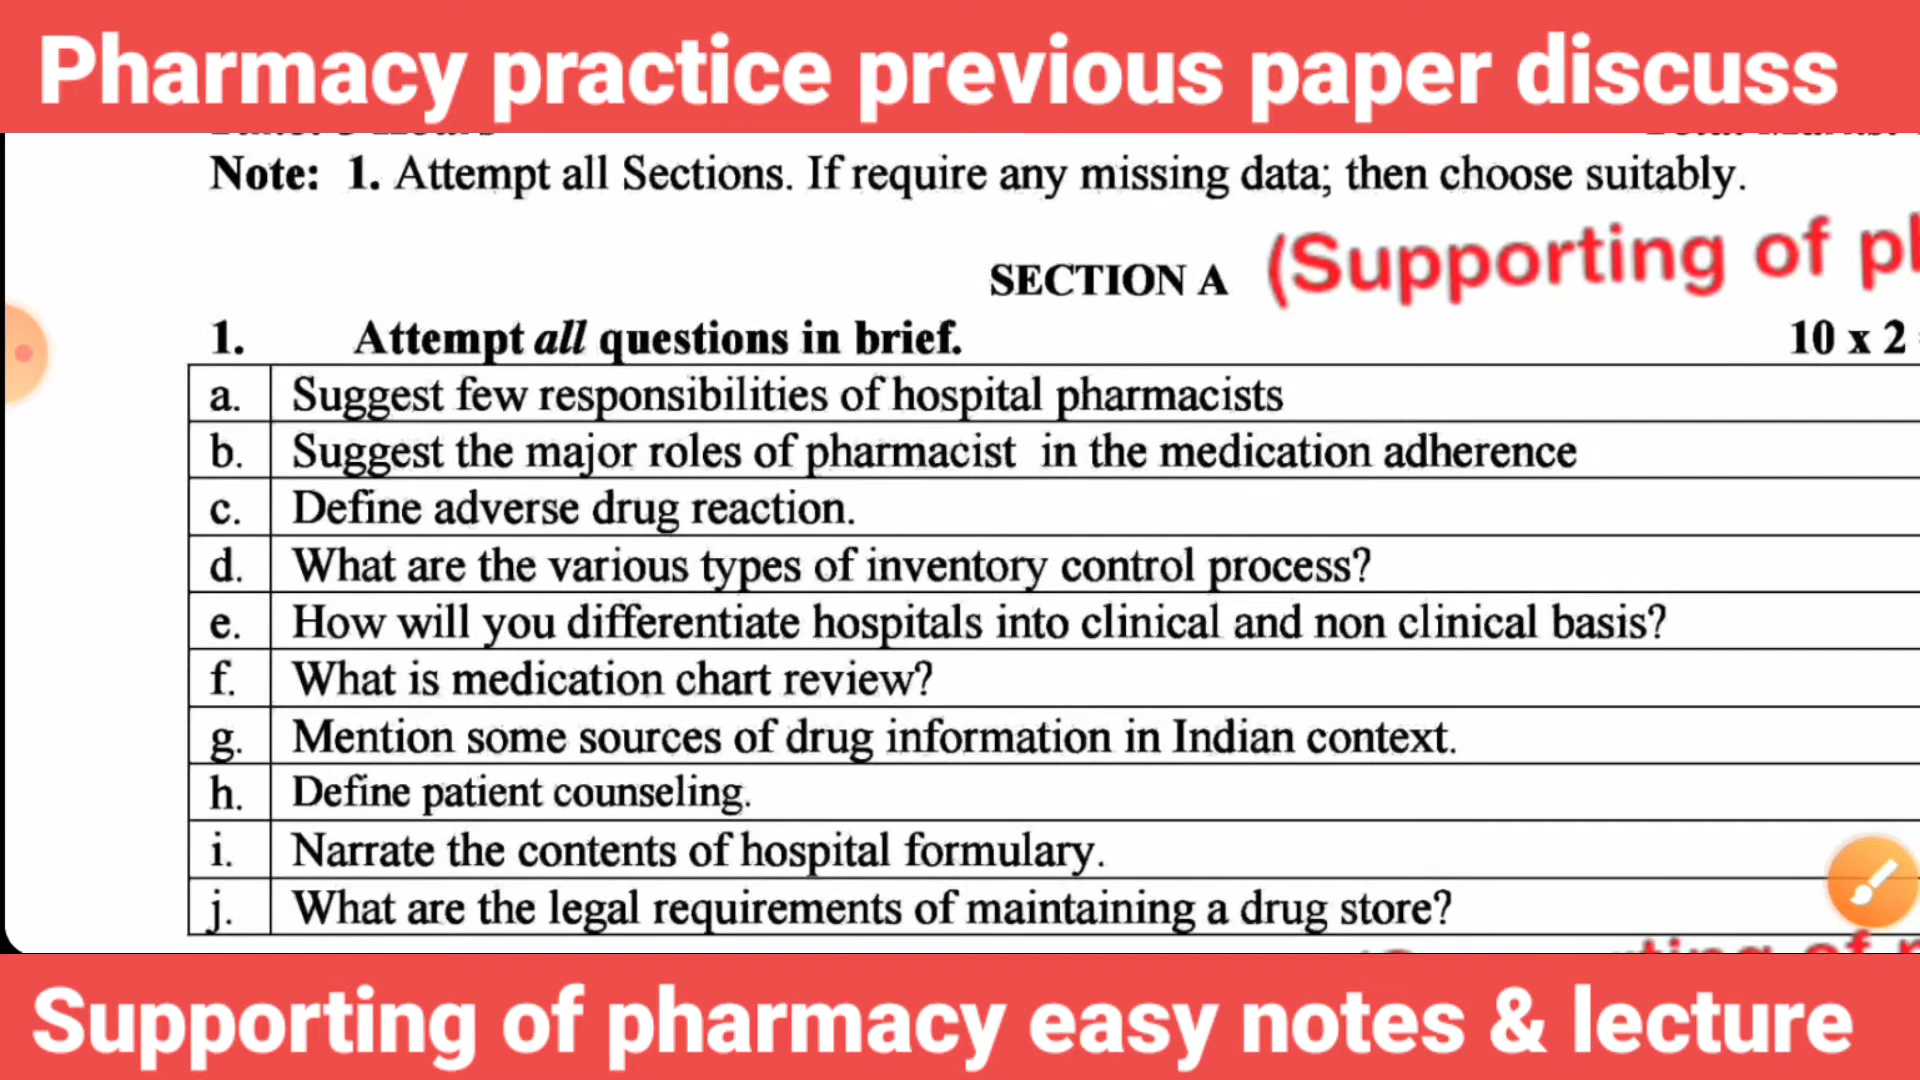 Pharmacy practice previous paper discuss
Note: 1. Attempt all Sections. If require any missing data; then choose suitably.
SECTION A (Supporting of
1. Attempt all questions in brief. 10 x 2
a. Suggest few responsibilities of hospital pharmacists
b. Suggest the major roles of pharmacist in the medication adherence
c. Define adverse drug reaction.
d. What are the various types of inventory control process?
e. How will you differentiate hospitals into clinical and non clinical basis?
f. What is medication chart review?
g. Mention some sources of drug information in Indian context.
h. Define patient counseling.
i. Narrate the contents of hospital formulary.
j. What are the legal requirements of maintaining a drug store?
Supporting of pharmacy easy notes & lecture